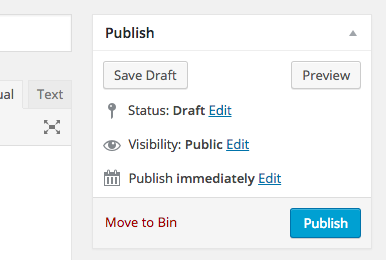 Publish
Save Draft Preview
ual Text
Status: Draft Edit
Visibility: Public Edit
Publish immediately Edit
Move to Bin Publish